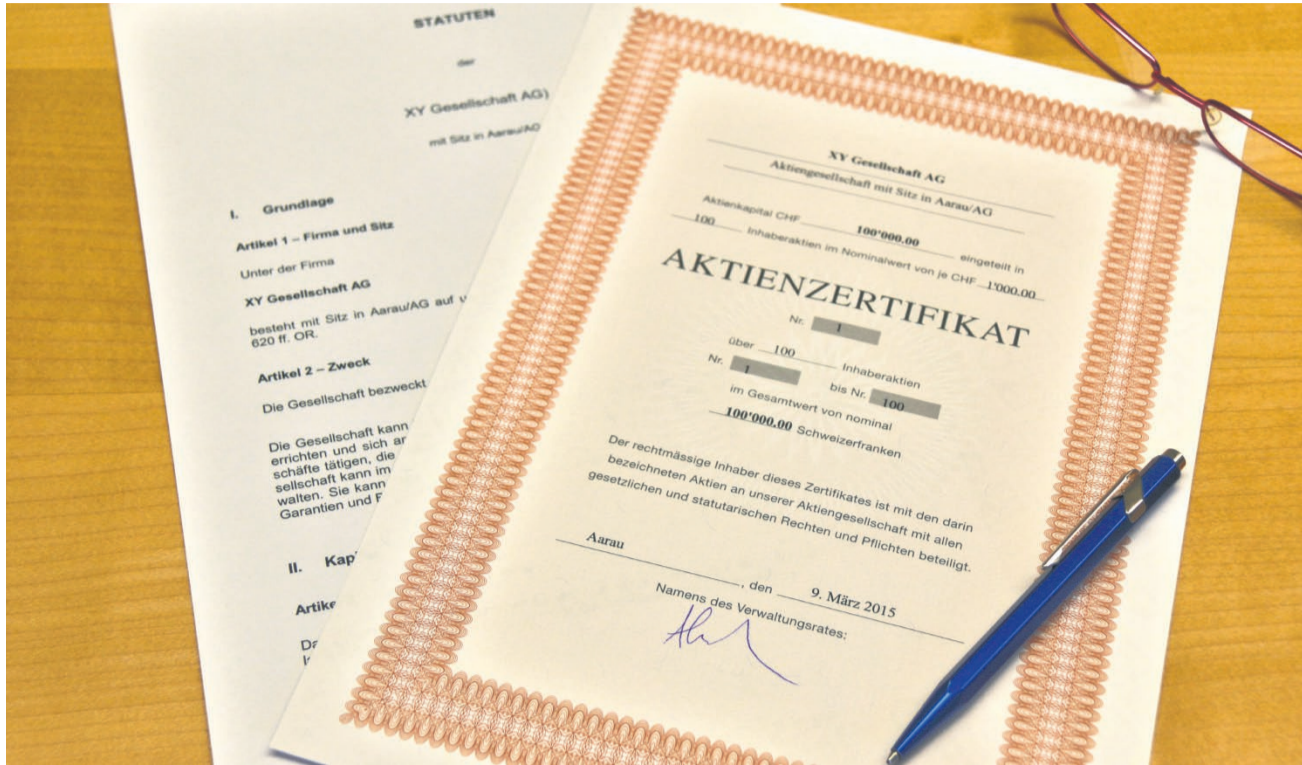 STATUTEN
der
XY Gesellschaft AG)
mit Sitz in Aarau/AG
I. Grundlage
Artikel 1 – Firma und Sitz
Unter der Firma
XY Gesellschaft AG
besteht mit Sitz in Aarau/AG auf
620 ff. OR.
Artikel 2 – Zweck
Die Gesellschaft bezweckt
Die Gesellschaft kann
errichten und sich
schäfte tätigen, die
sellschaft kann im
walten. Sie kann
Garantien und
II.
XY Gesellschaft AG
Aktiengesellschaft mit Sitz in Aarau/AG
Aktienkapital CHF 100'000.00 eingeteilt in
100 Inhaberaktien im Nominalwert von je CHF 1'000.00
AKTIENZERTIFIKAT
Nr. 1
über 100 Inhaberaktien
Nr. 1 bis Nr. 100
im Gesamtwert von nominal
100'000.00 Schweizerfranken
Der rechtmässige Inhaber dieses Zertifikates ist mit den darin
bezeichneten Aktien an unserer Aktiengesellschaft mit allen
gesetzlichen und statutarischen Rechten und Pflichten beteiligt.
Aarau, den 9. März 2015
Namens des Verwaltungsrates: